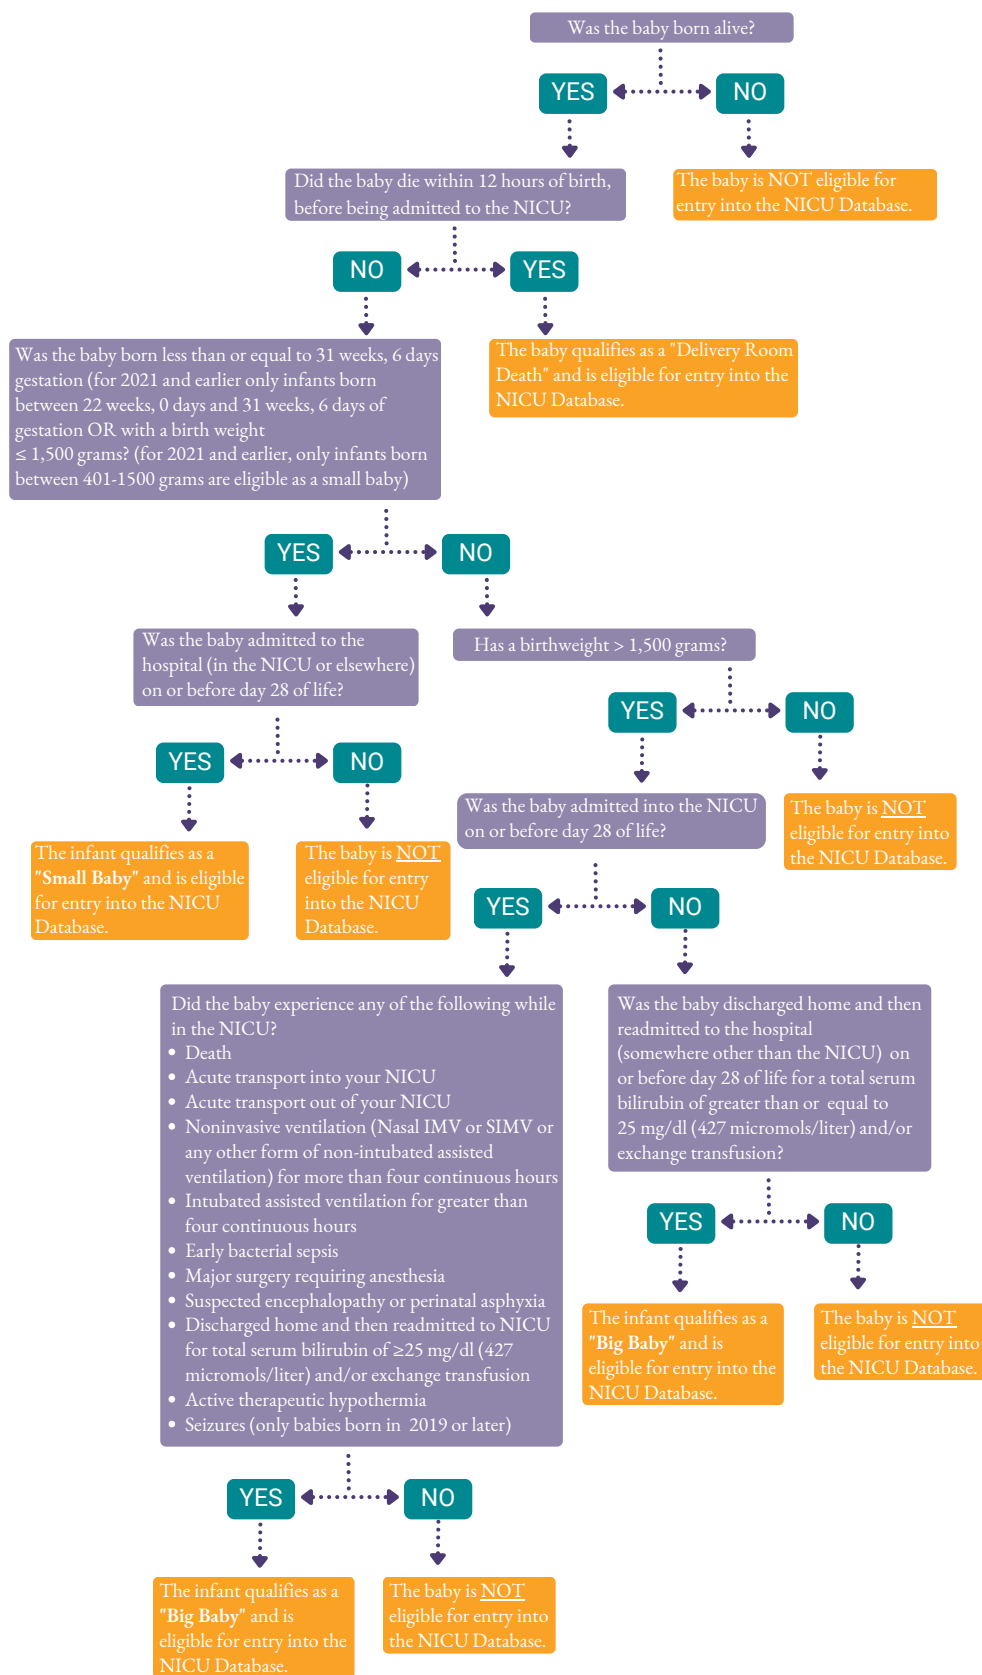 Was the baby born alive?
YES
NO
Did the baby die within 12 hours of birth,
before being admitted to the NICU?
The baby is NOT eligible for
entry into the NICU Database.
NO
YES
Was the baby born less than or equal to 31 weeks, 6 days
gestation (for 2021 and earlier only infants born
between 22 weeks, 0 days and 31 weeks, 6 days of
gestation OR with a birth weight
≤ 1,500 grams? (for 2021 and earlier, only infants born
between 401-1500 grams are eligible as a small baby)
The baby qualifies as a "Delivery Room
Death" and is eligible for entry into the
NICU Database.
YES
NO
Was the baby admitted to the
hospital (in the NICU or elsewhere)
on or before day 28 of life?
Has a birthweight > 1,500 grams?
YES
NO
YES
NO
The infant qualifies as a
"Small Baby" and is eligible
for entry into the NICU
Database.
The baby is NOT
eligible for entry
into the NICU
Database.
Was the baby admitted into the NICU
on or before day 28 of life?
The baby is NOT
eligible for entry into
the NICU Database.
YES
NO
Did the baby experience any of the following while
in the NICU?
• Death
• Acute transport into your NICU
• Acute transport out of your NICU
• Noninvasive ventilation (Nasal IMV or SIMV or
any other form of non-intubated assisted
ventilation) for more than four continuous hours
• Intubated assisted ventilation for greater than
four continuous hours
• Early bacterial sepsis
• Major surgery requiring anesthesia
• Suspected encephalopathy or perinatal asphyxia
• Discharged home and then readmitted to NICU
for total serum bilirubin of ≥25 mg/dl (427
micromols/liter) and/or exchange transfusion
• Active therapeutic hypothermia
• Seizures (only babies born in 2019 or later)
Was the baby discharged home and then
readmitted to the hospital
(somewhere other than the NICU) on
or before day 28 of life for a total serum
bilirubin of greater than or equal to
25 mg/dl (427 micromols/liter) and/or
exchange transfusion?
YES
NO
The infant qualifies as a
"Big Baby" and is
eligible for entry into the
NICU Database.
The baby is NOT
eligible for entry into
the NICU Database.
YES
NO
The infant qualifies as a
"Big Baby" and is
eligible for entry into the
NICU Database.
The baby is NOT
eligible for entry into
the NICU Database.